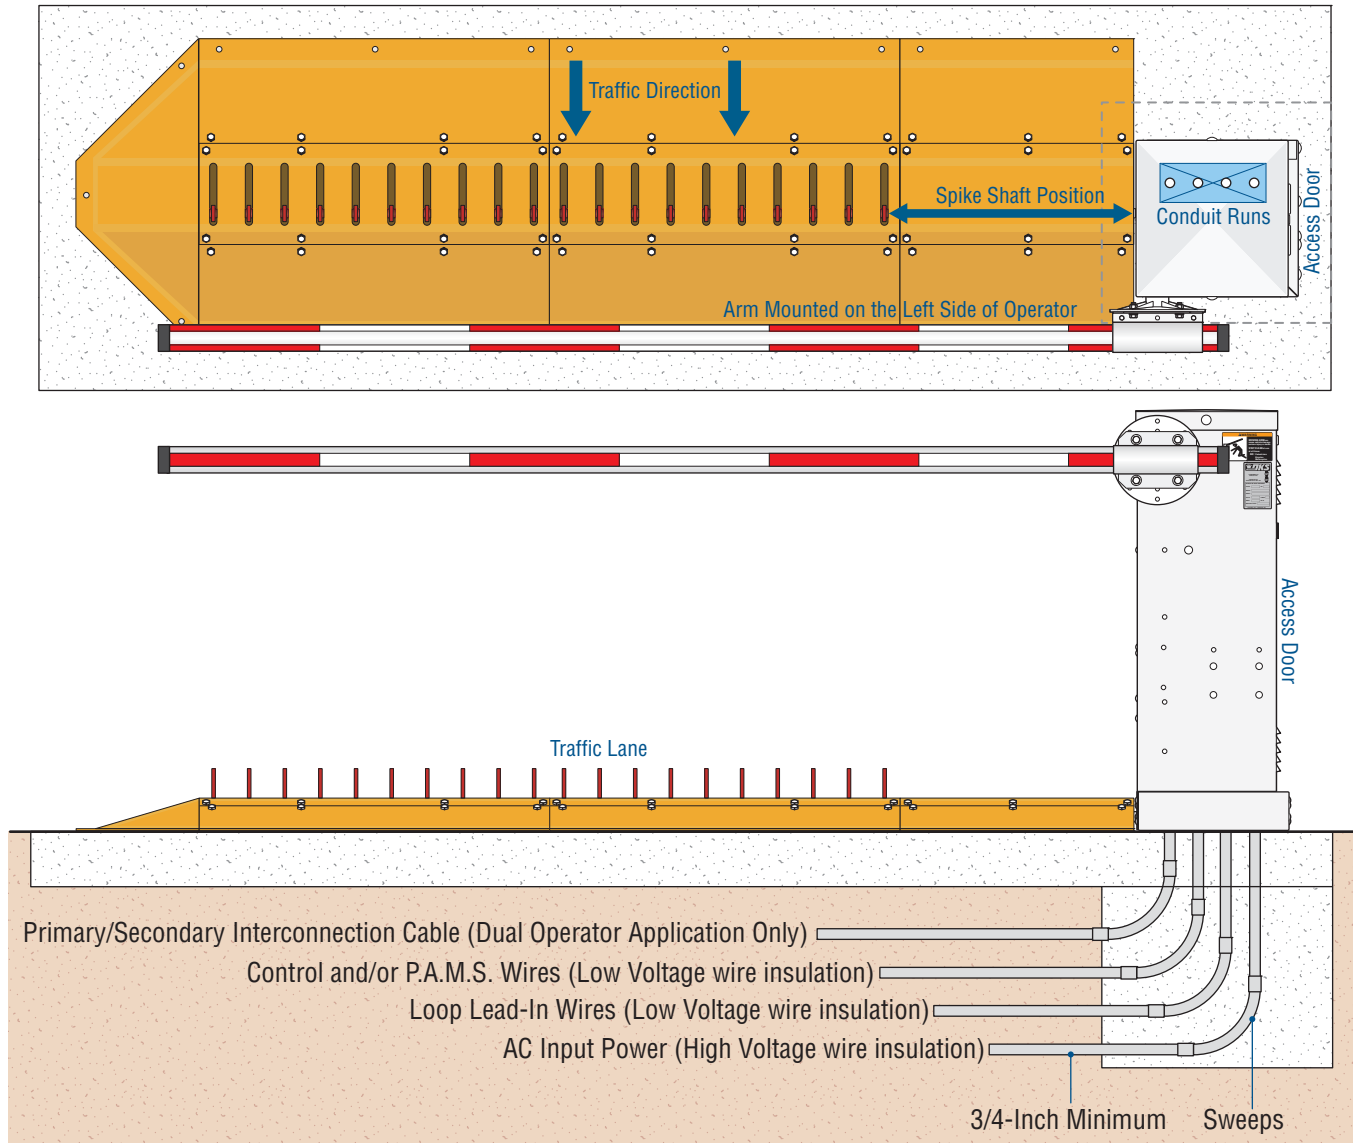 Traffic Direction
Spike Shaft Position
Conduit Runs
Access Door
Arm Mounted on the Left Side of Operator
DKS
Access Door
Traffic Lane
Primary/Secondary Interconnection Cable (Dual Operator Application Only)
Control and/or P.A.M.S. Wires (Low Voltage wire insulation)
Loop Lead-In Wires (Low Voltage wire insulation)
AC Input Power (High Voltage wire insulation)
3/4-Inch Minimum
Sweeps